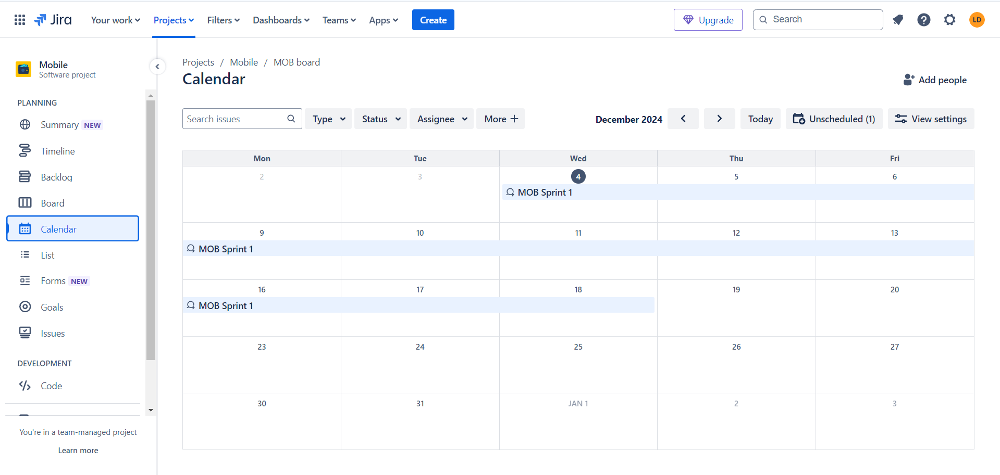 Jira
Your work
Projects
Filters
Dashboards
Teams
Apps
Create
Upgrade
Search
LD
Mobile
Software project
PLANNING
Summary NEW
Timeline
Backlog
Board
Calendar
List
Forms NEW
Goals
Issues
DEVELOPMENT
Code
You're in a team-managed project
Learn more
Projects / Mobile / MOB board
Calendar
Add people
Search issues
Type
Status
Assignee
More
December 2024
Today
Unscheduled (1)
View settings
Mon Tue Wed Thu Fri
2 3 4 5 6
MOB Sprint 1
9 10 11 12 13
MOB Sprint 1
16 17 18 19 20
MOB Sprint 1
23 24 25 26 27
30 31 JAN 1 2 3